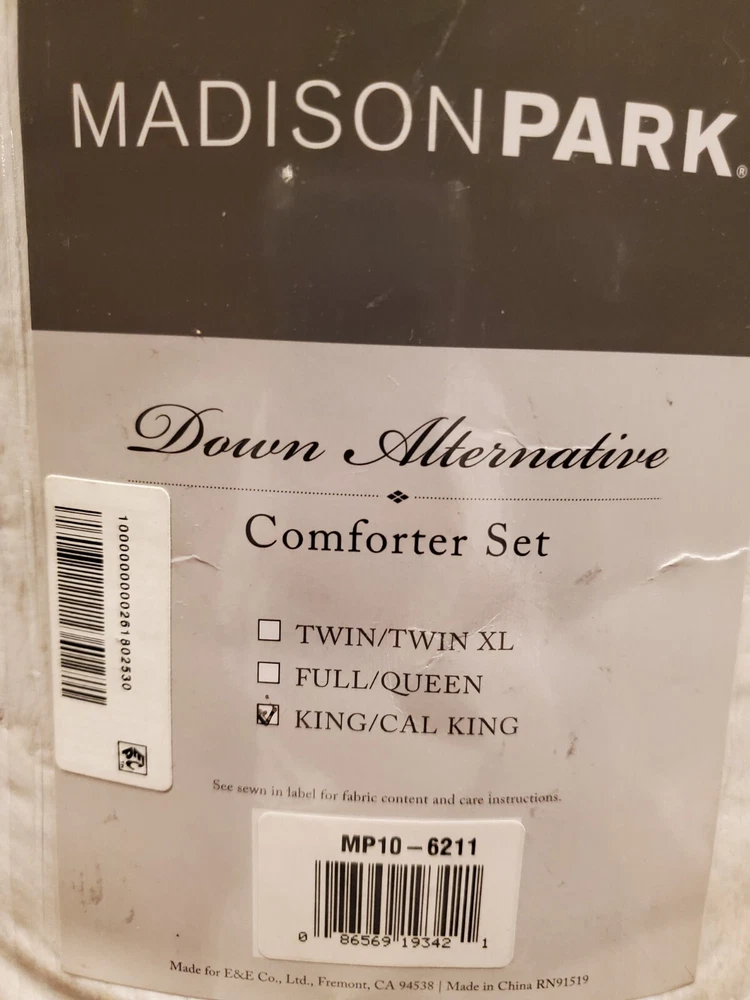 MADISONPARK®
Down Alternative
Comforter Set
TWIN/TWIN XL
FULL/QUEEN
KING/CAL KING
See sewn in label for fabric content and care instructions.
MP10-6211
0 86569 19342 1
Made for E&E Co., Ltd., Fremont, CA 94538 | Made in China RN91519